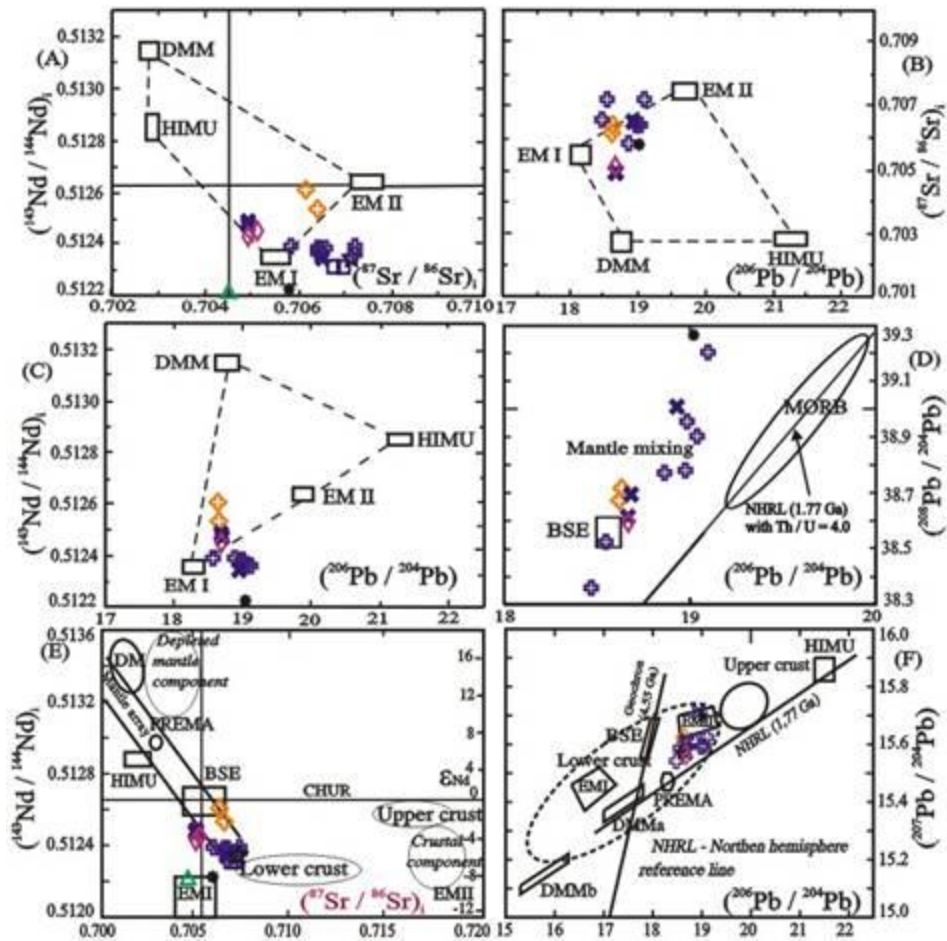 (A)
(¹⁴³Nd / ¹⁴⁴Nd)ᵢ
0.5132
0.5130
0.5128
0.5126
0.5124
0.5122
DMM
HIMU
EM II
EM I
(⁸⁷Sr / ⁸⁶Sr)ᵢ
0.702 0.704 0.706 0.707 0.710
(B)
0.709
0.707
0.705
0.703
0.701
(⁸⁷Sr / ⁸⁶Sr)ᵢ
EM II
EM I
DMM
HIMU
(²⁰⁶Pb / ²⁰⁴Pb)
17 18 19 20 21 22
(C)
(¹⁴³Nd / ¹⁴⁴Nd)ᵢ
0.5132
0.5130
0.5128
0.5126
0.5124
0.5122
DMM
HIMU
EM II
EM I
(²⁰⁶Pb / ²⁰⁴Pb)
17 18 19 20 21 22
(D)
39.3
39.1
38.9
38.7
38.5
38.3
(²⁰⁸Pb / ²⁰⁴Pb)
MORB
Mantle mixing
NHRL (1.77 Ga)
with Th / U = 4.0
BSE
(²⁰⁶Pb / ²⁰⁴Pb)
18 19 20
(E)
(¹⁴³Nd / ¹⁴⁴Nd)ᵢ
0.5136
0.5132
0.5128
0.5124
0.5120
DM
Depleted
mantle
component
Mantle array
PREMA
HIMU
BSE
CHUR
εNd
16
12
8
4
0
-4
-8
-12
Upper crust
Crustal
component
Lower crust
EMI
EMII
(⁸⁷Sr / ⁸⁶Sr)ᵢ
0.700 0.705 0.710 0.715 0.720
(F)
16.0
15.8
15.6
15.4
15.2
15.0
(²⁰⁷Pb / ²⁰⁴Pb)
HIMU
Upper crust
Geochron
(4.55 Ga)
BSE
NHRL (1,77 Ga)
Lower crust
EMI
PREMA
DMMa
DMMb
NHRL - Northen hemisphere
reference line
(²⁰⁶Pb / ²⁰⁴Pb)
16 17 18 19 20 21 22